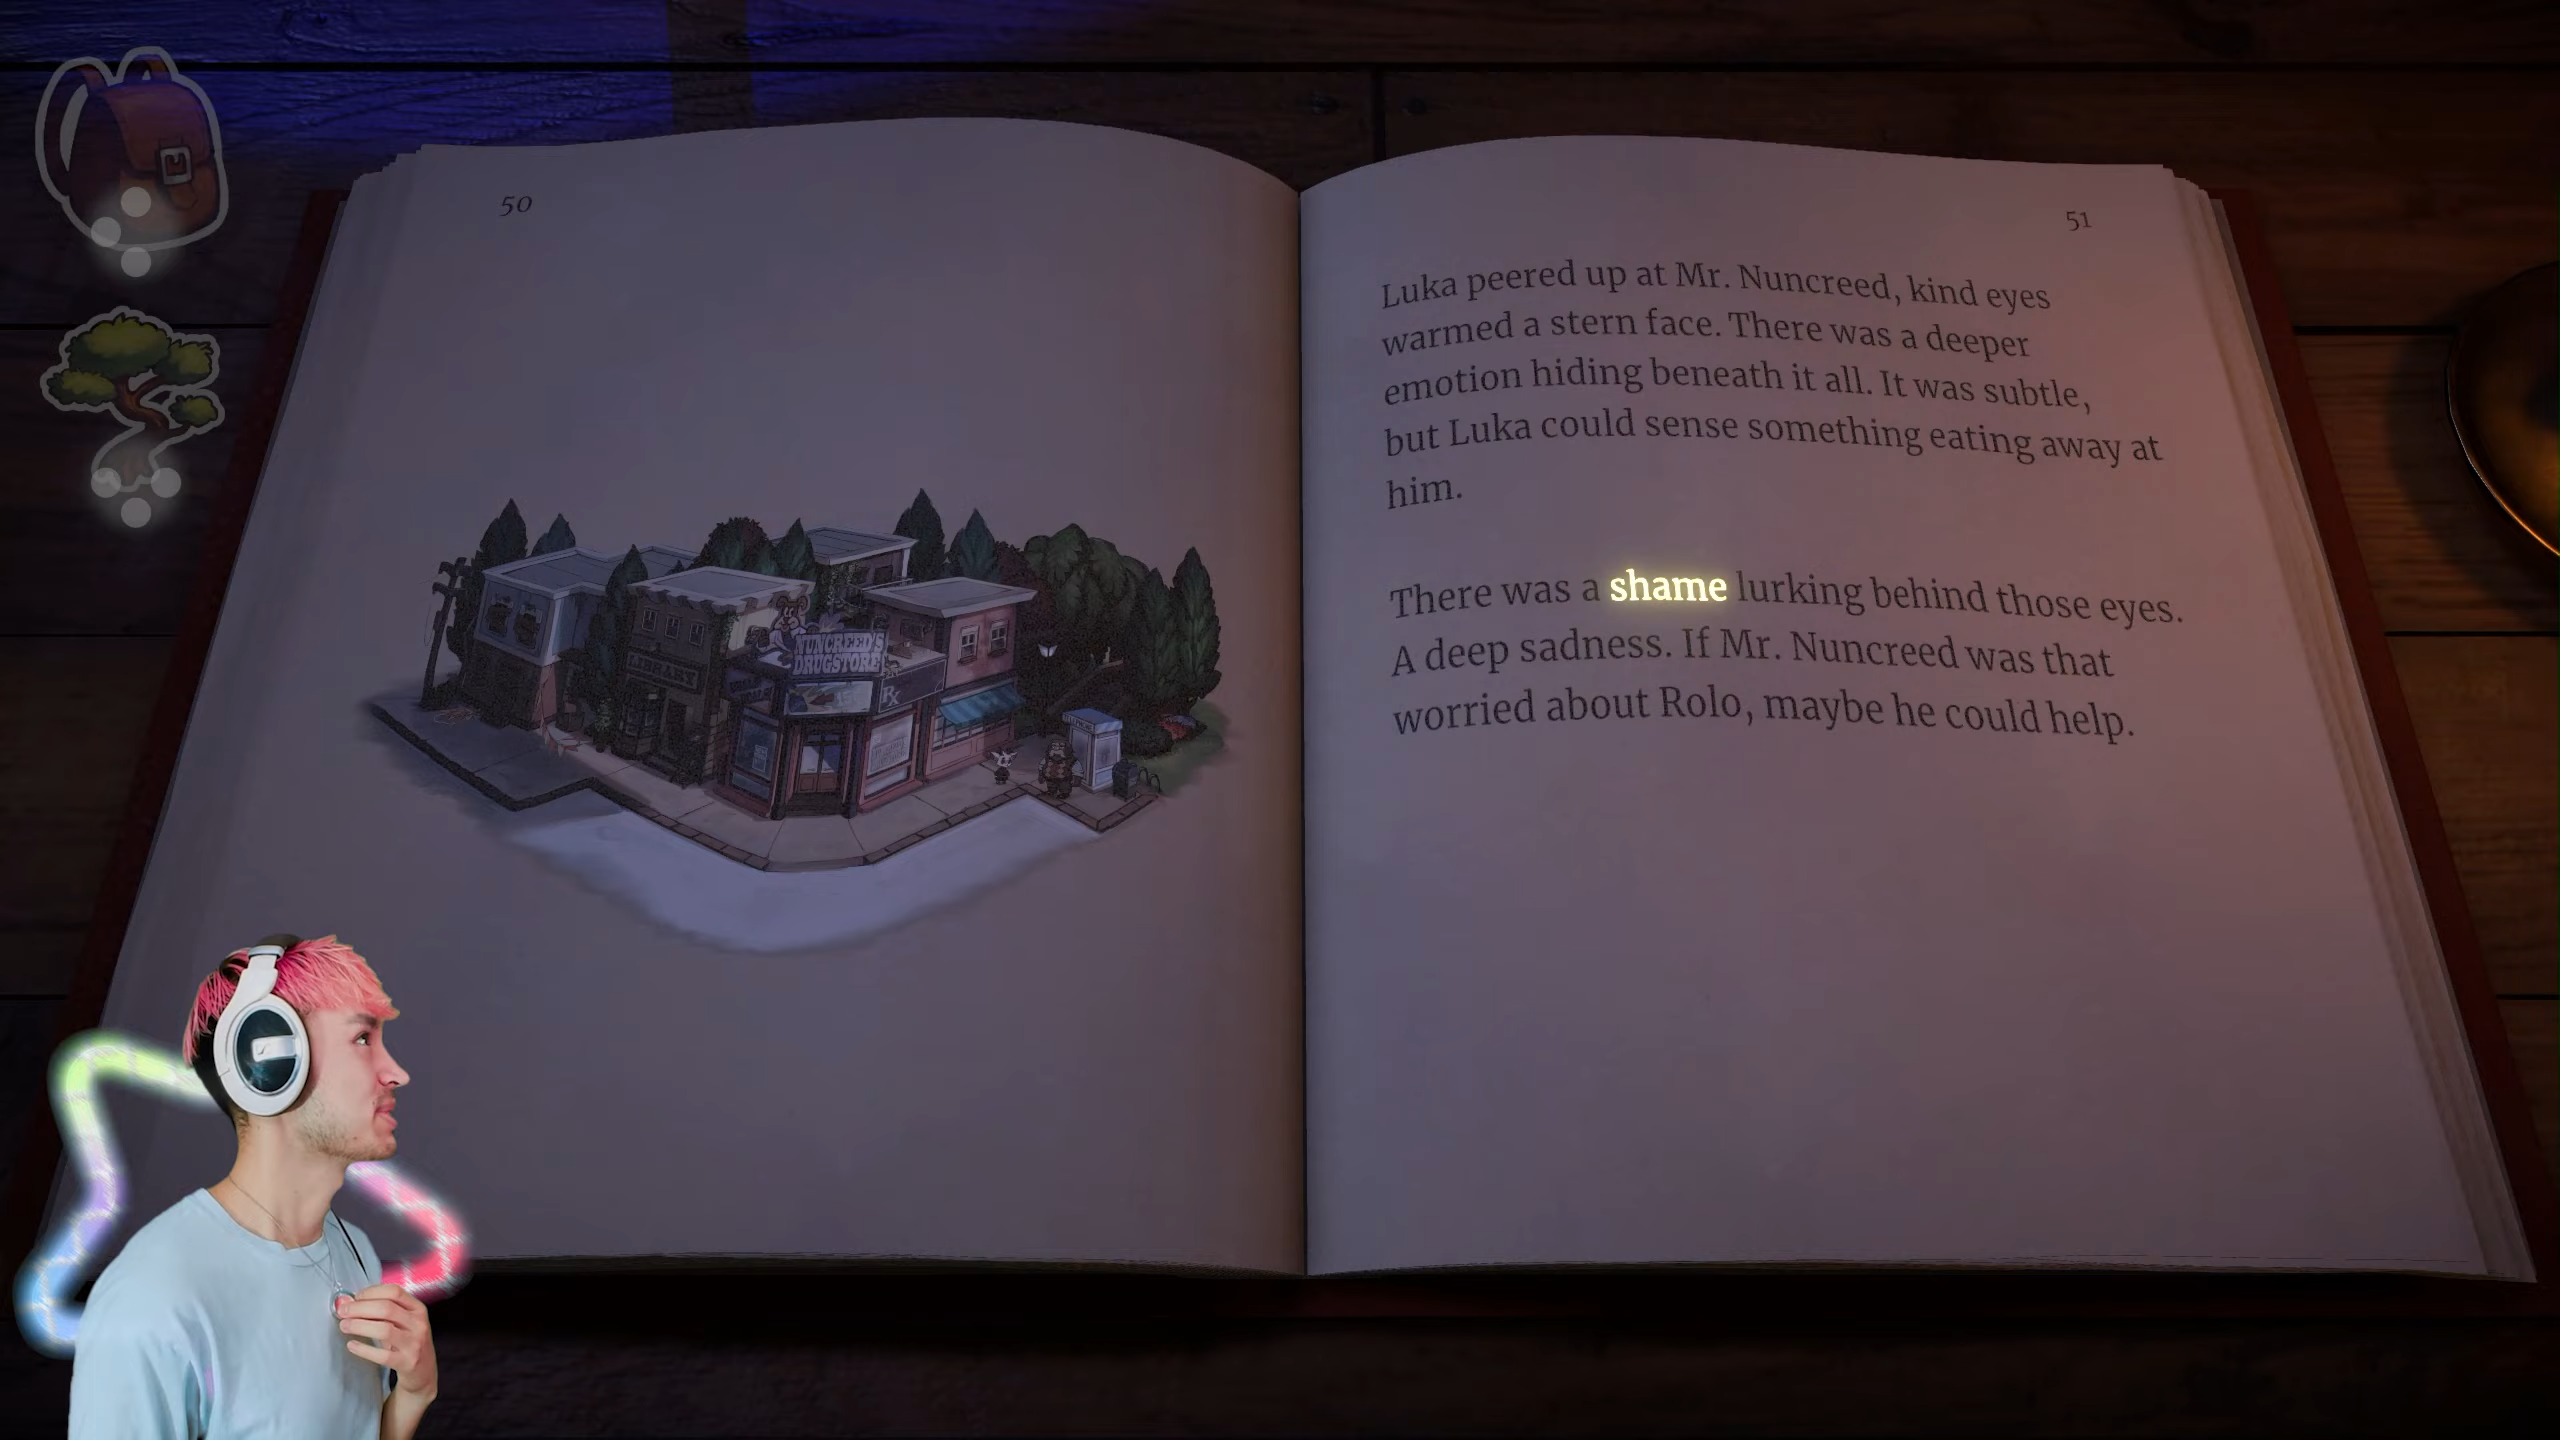 50
NUNCREED'S
DRUGSTORE
LIBRARY
Rx
51
Luka peered up at Mr. Nuncreed, kind eyes
warmed a stern face. There was a deeper
emotion hiding beneath it all. It was subtle,
but Luka could sense something eating away at
him.
There was a shame lurking behind those eyes.
A deep sadness. If Mr. Nuncreed was that
worried about Rolo, maybe he could help.